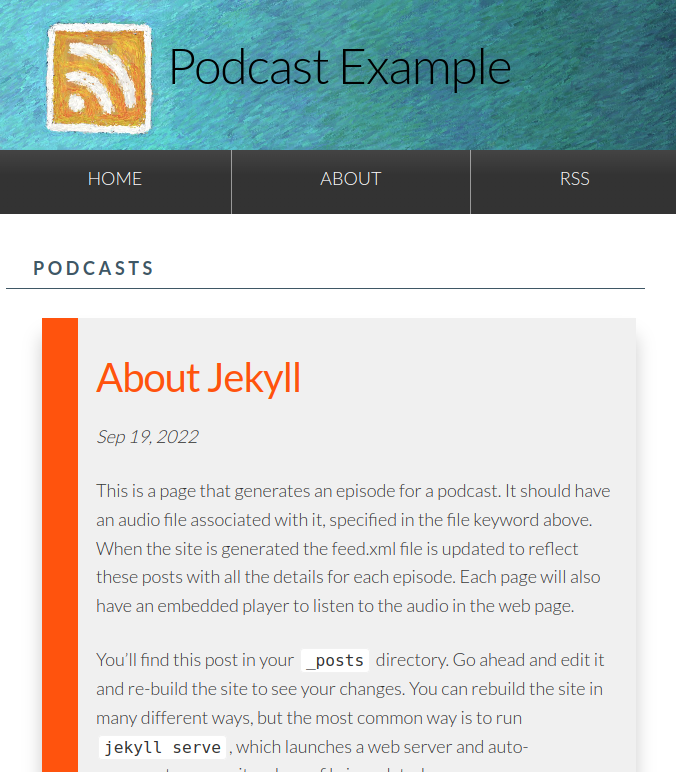 Podcast Example
HOME ABOUT RSS
PODCASTS
About Jekyll
Sep 19, 2022
This is a page that generates an episode for a podcast. It should have
an audio file associated with it, specified in the file keyword above.
When the site is generated the feed.xml file is updated to reflect
these posts with all the details for each episode. Each page will also
have an embedded player to listen to the audio in the web page.
You’ll find this post in your _posts directory. Go ahead and edit it
and re-build the site to see your changes. You can rebuild the site in
many different ways, but the most common way is to run
jekyll serve , which launches a web server and auto-